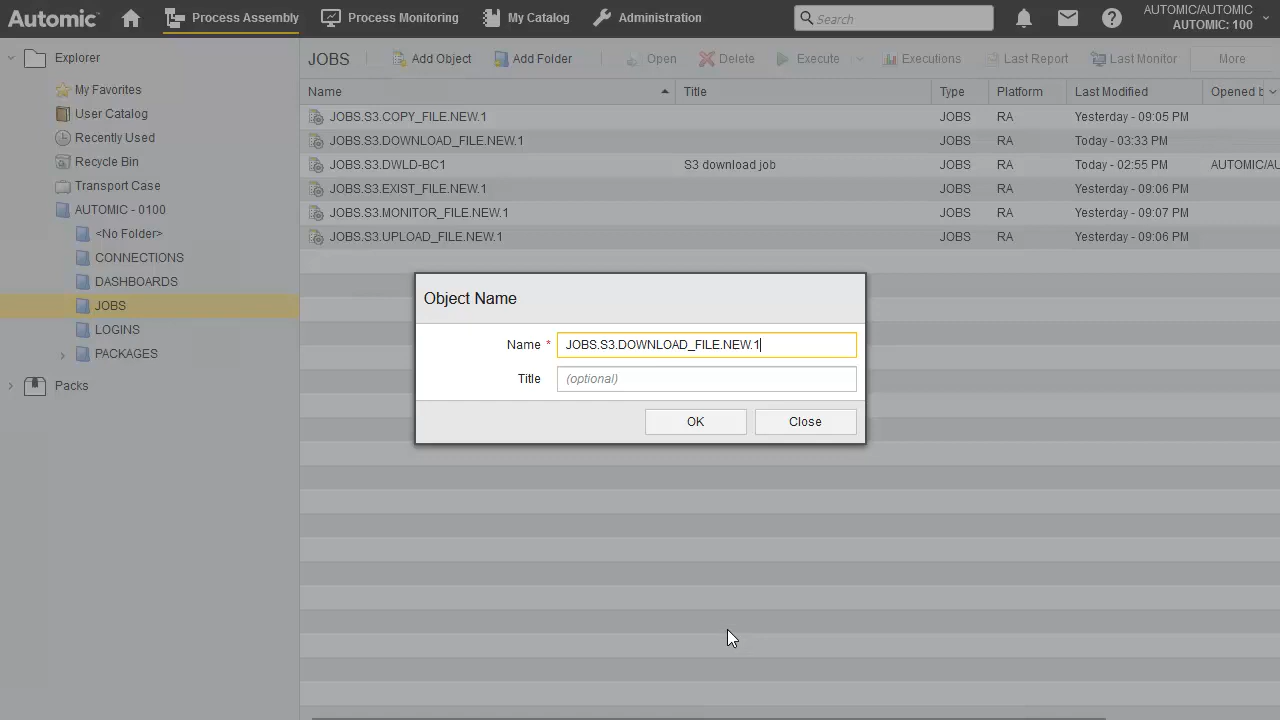 Automic Process Assembly Process Monitoring My Catalog Administration Search AUTOMIC/AUTOMIC
AUTOMIC: 100
Explorer
My Favorites
User Catalog
Recently Used
Recycle Bin
Transport Case
AUTOMIC - 0100
<No Folder>
CONNECTIONS
DASHBOARDS
JOBS
LOGINS
PACKAGES
Packs
JOBS Add Object Add Folder Open Delete Execute Executions Last Report Last Monitor More
Name Title Type Platform Last Modified Opened b
JOBS.S3.COPY_FILE.NEW.1 JOBS RA Yesterday - 09:05 PM
JOBS.S3.DOWNLOAD_FILE.NEW.1 JOBS RA Today - 03:33 PM
JOBS.S3.DWLD-BC1 S3 download job JOBS RA Today - 02:55 PM AUTOMIC/AU
JOBS.S3.EXIST_FILE.NEW.1 JOBS RA Yesterday - 09:06 PM
JOBS.S3.MONITOR_FILE.NEW.1 JOBS RA Yesterday - 09:07 PM
JOBS.S3.UPLOAD_FILE.NEW.1 JOBS RA Yesterday - 09:06 PM
Object Name
Name * JOBS.S3.DOWNLOAD_FILE.NEW.1
Title (optional)
OK Close